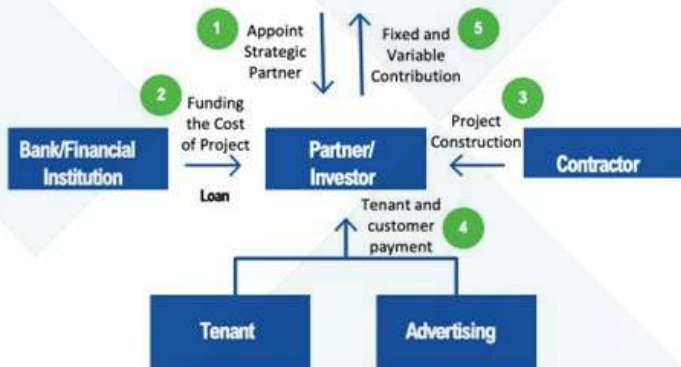 1
Appoint
Strategic
Partner
Fixed and
Variable
Contribution
5
2
Funding
the Cost
of Project
3
Project
Construction
Bank/Financial
Institution
Loan
Partner/
Investor
Contractor
Tenant and
customer
payment
4
Tenant
Advertising